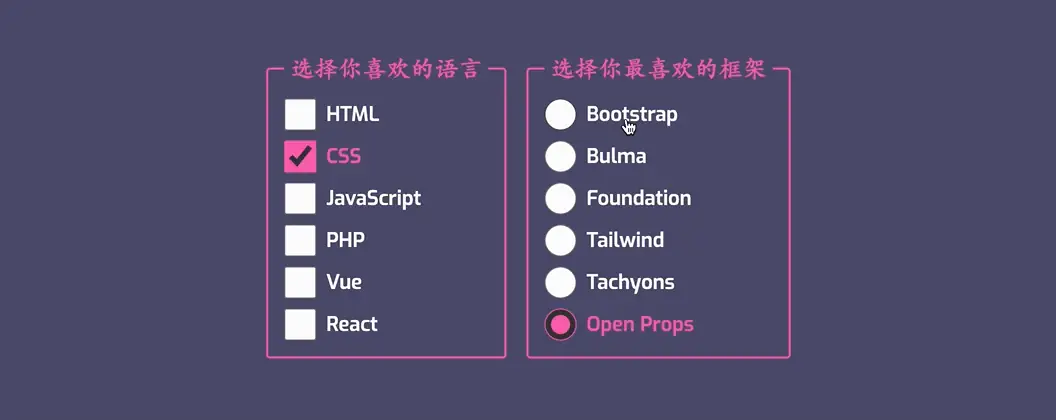 选择你喜欢的语言
HTML
CSS
JavaScript
PHP
Vue
React
选择你最喜欢的框架
Bootstrap
Bulma
Foundation
Tailwind
Tachyons
Open Props